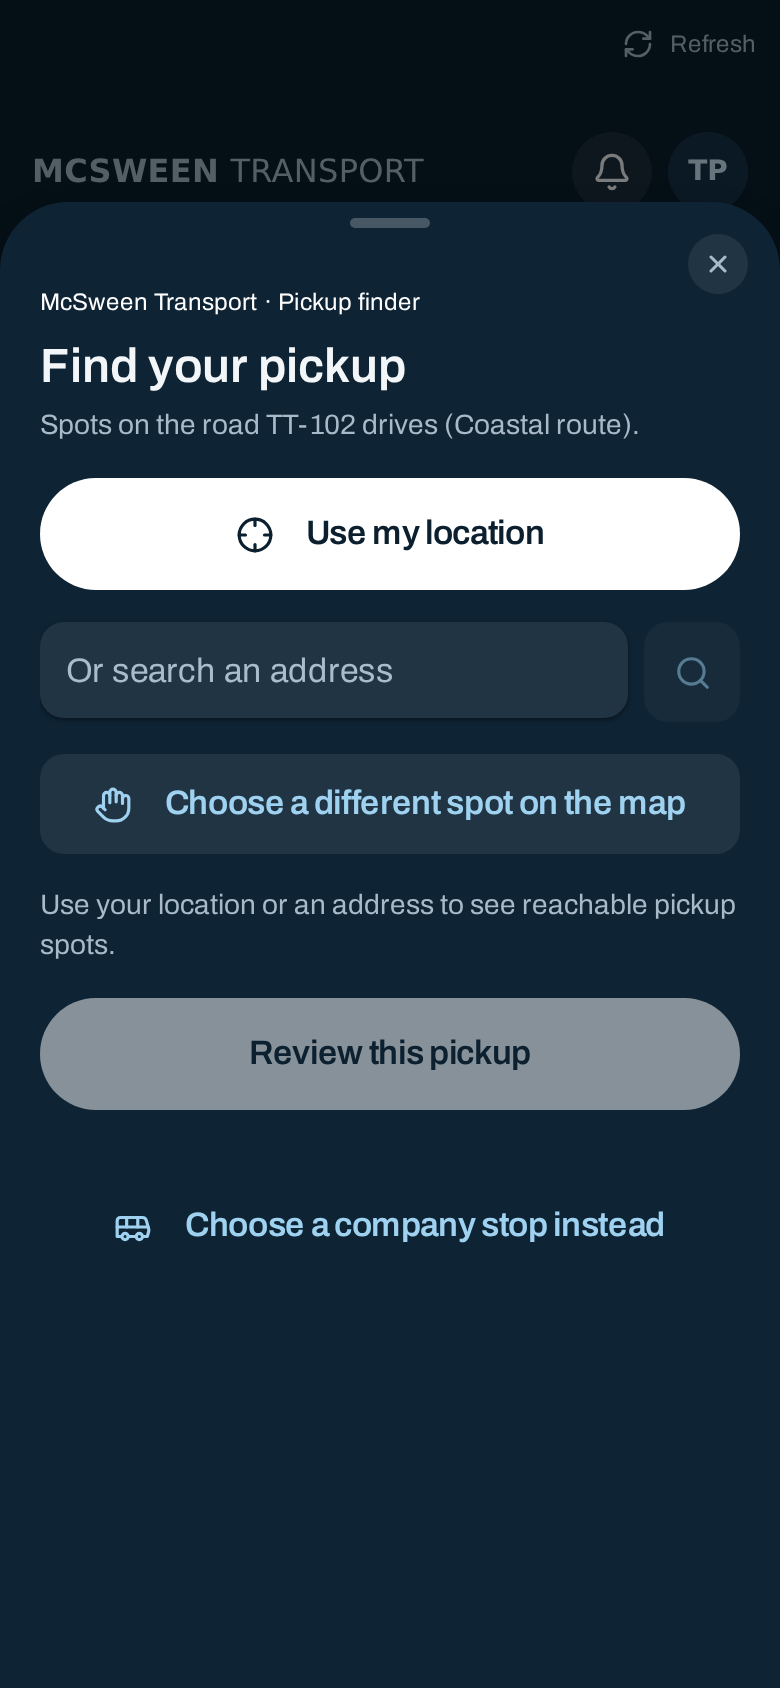 Refresh
MCSWEEN TRANSPORT
TP
McSween Transport · Pickup finder
Find your pickup
Spots on the road TT-102 drives (Coastal route).
Use my location
Or search an address
Choose a different spot on the map
Use your location or an address to see reachable pickup
spots.
Review this pickup
Choose a company stop instead